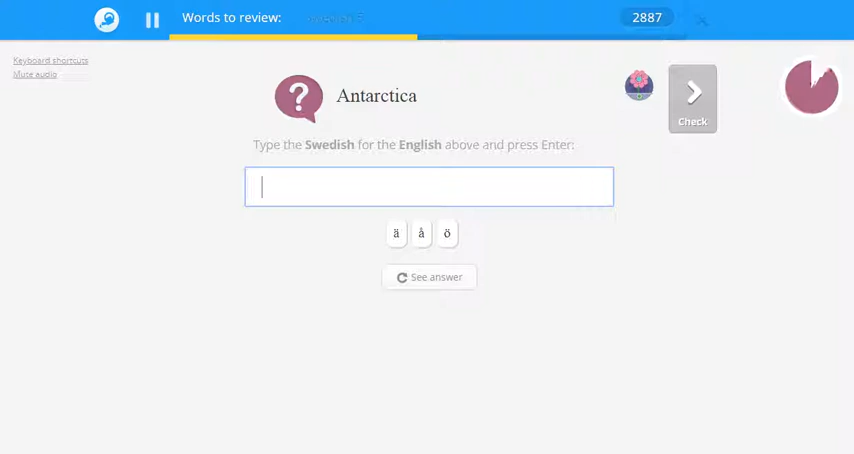 Words to review:
2887
Keyboard shortcuts
Mute audio
?
Antarctica
Check
Type the Swedish for the English above and press Enter:
ä å ö
See answer